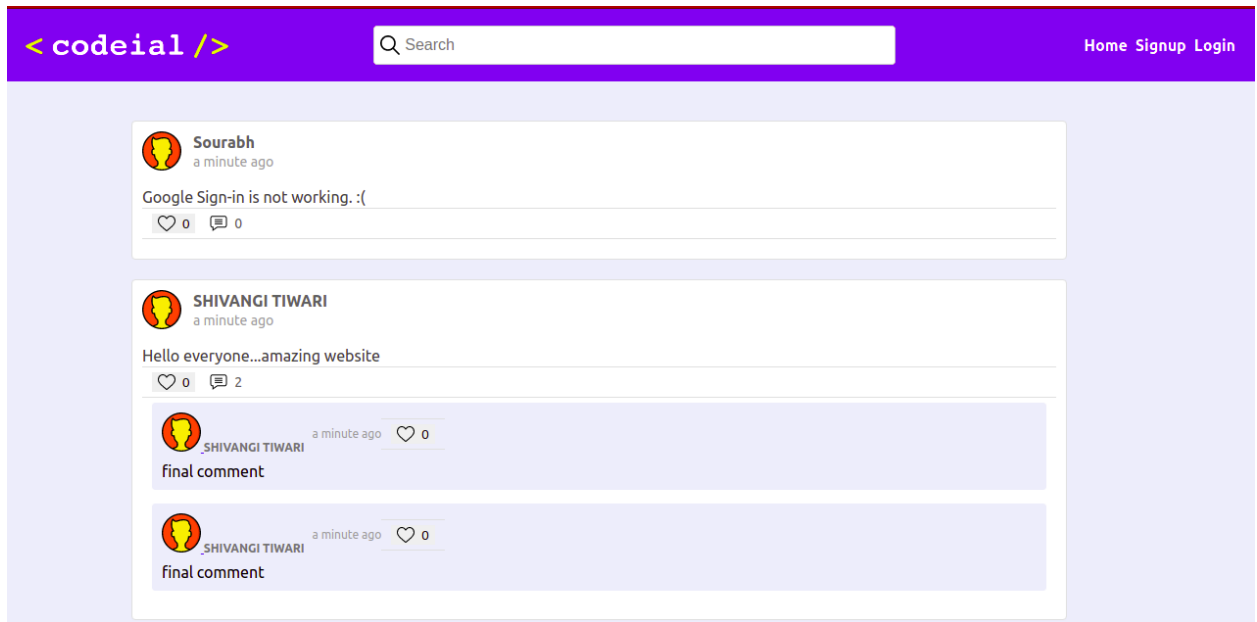 < codeial /> Search Home Signup Login
Sourabh
a minute ago
Google Sign-in is not working. :(
0 0
SHIVANGI TIWARI
a minute ago
Hello everyone...amazing website
0 2
SHIVANGI TIWARI a minute ago 0
final comment
SHIVANGI TIWARI a minute ago 0
final comment